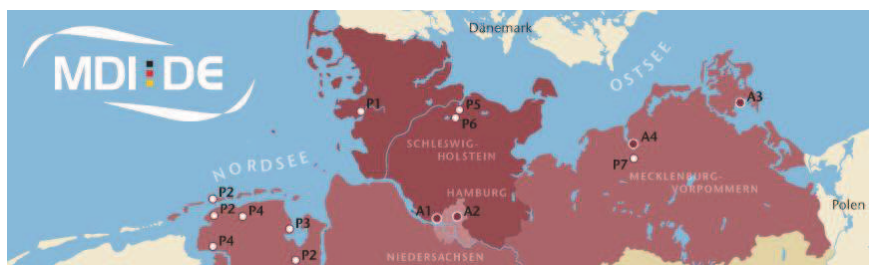 Dänemark
MDI:DE
OSTSEE
P1
P5
P6
A3
A4
P7
SCHLESWIG-
HOLSTEIN
NORDSEE
MECKLENBURG-
VORPOMMERN
HAMBURG
P2
P2
P4
P3
A1
A2
Polen
P4
P2
NIEDERSACHSEN